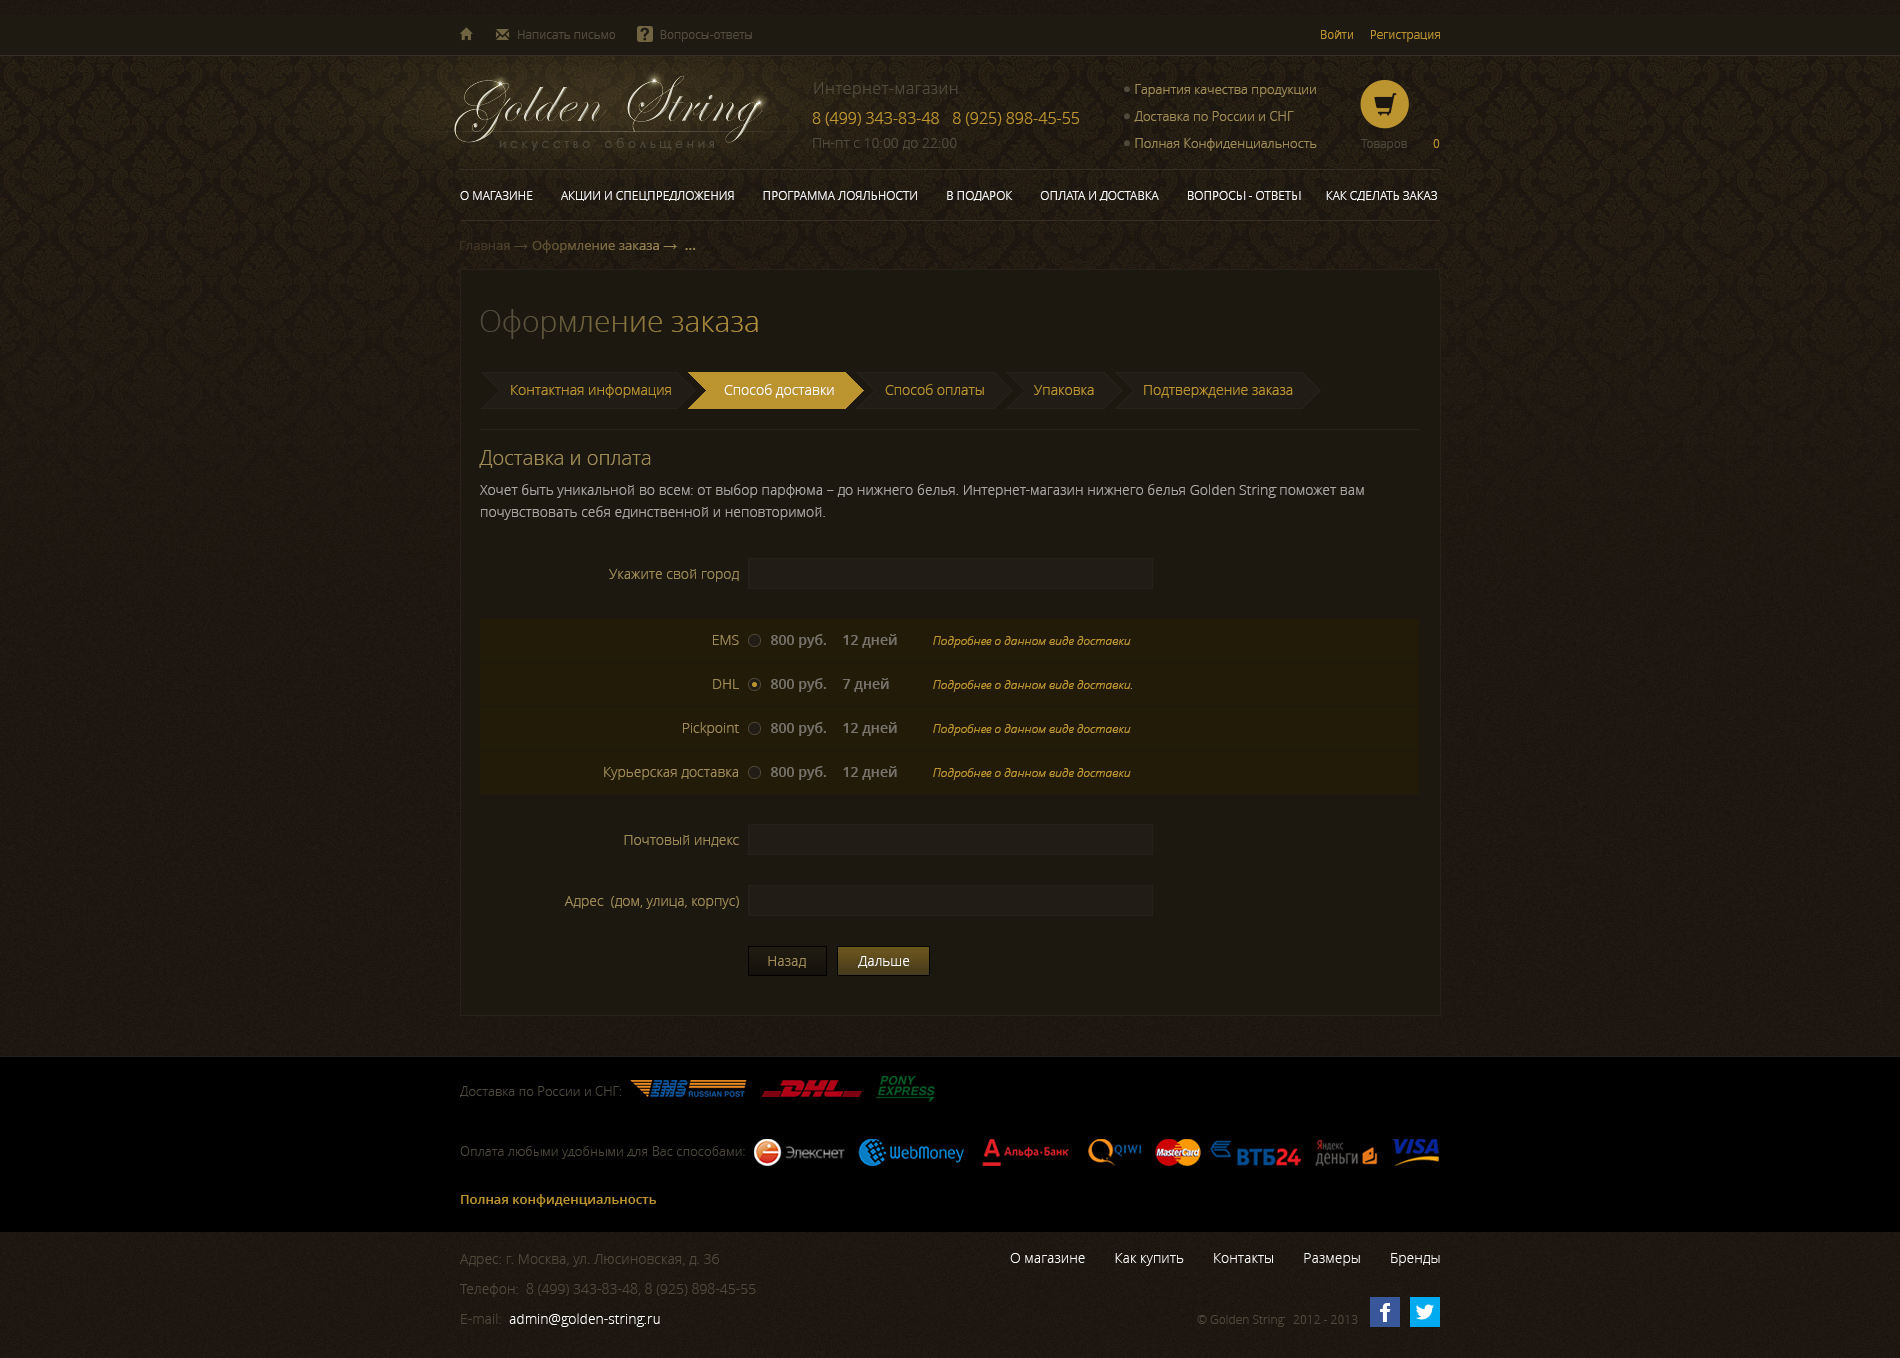 Написать письмо
Вопросы-ответы
Войти Регистрация
Golden String
искусство обольщения
Интернет-магазин
8 (499) 343-83-48 8 (925) 898-45-55
Пн-пт с 10:00 до 22:00
Гарантия качества продукции
Доставка по России и СНГ
Полная Конфиденциальность
Товаров 0
О МАГАЗИНЕ АКЦИИ И СПЕЦПРЕДЛОЖЕНИЯ ПРОГРАММА ЛОЯЛЬНОСТИ В ПОДАРОК ОПЛАТА И ДОСТАВКА ВОПРОСЫ - ОТВЕТЫ КАК СДЕЛАТЬ ЗАКАЗ
Главная → Оформление заказа → ...
Оформление заказа
Контактная информация Способ доставки Способ оплаты Упаковка Подтверждение заказа
Доставка и оплата
Хочет быть уникальной во всем: от выбор парфюма – до нижнего белья. Интернет-магазин нижнего белья Golden String поможет вам
почувствовать себя единственной и неповторимой.
Укажите свой город
EMS 800 руб. 12 дней Подробнее о данном виде доставки
DHL 800 руб. 7 дней Подробнее о данном виде доставки.
Pickpoint 800 руб. 12 дней Подробнее о данном виде доставки
Курьерская доставка 800 руб. 12 дней Подробнее о данном виде доставки
Почтовый индекс
Адрес (дом, улица, корпус)
Назад Дальше
Доставка по России и СНГ: EMS RUSSIAN POST DHL PONY EXPRESS
Оплата любыми удобными для Вас способами: Элекснет WebMoney Альфа-Банк QIWI MasterCard ВТБ24 Яндекс деньги VISA
Полная конфиденциальность
Адрес: г. Москва, ул. Люсиновская, д. 36
Телефон: 8 (499) 343-83-48, 8 (925) 898-45-55
E-mail: admin@golden-string.ru
О магазине Как купить Контакты Размеры Бренды
© Golden String 2012 - 2013